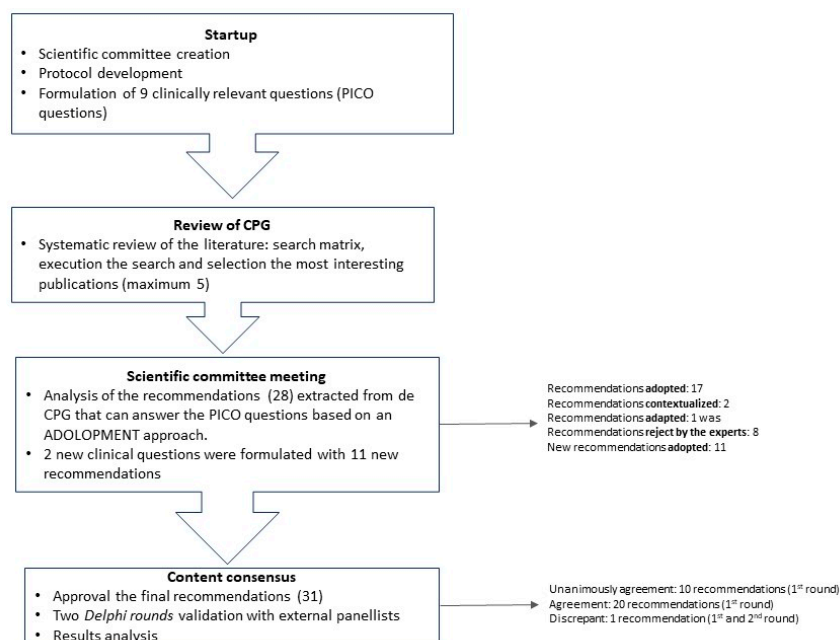 Startup
• Scientific committee creation
• Protocol development
• Formulation of 9 clinically relevant questions (PICO
questions)
Review of CPG
• Systematic review of the literature: search matrix,
execution the search and selection the most interesting
publications (maximum 5)
Scientific committee meeting
• Analysis of the recommendations (28) extracted from de
CPG that can answer the PICO questions based on an
ADOLOPMENT approach.
• 2 new clinical questions were formulated with 11 new
recommendations
Recommendations adopted: 17
Recommendations contextualized: 2
Recommendations adapted: 1 was
Recommendations reject by the experts: 8
New recommendations adopted: 11
Content consensus
• Approval the final recommendations (31)
• Two Delphi rounds validation with external panellists
• Results analysis
Unanimously agreement: 10 recommendations (1st round)
Agreement: 20 recommendations (1st round)
Discrepant: 1 recommendation (1st and 2nd round)